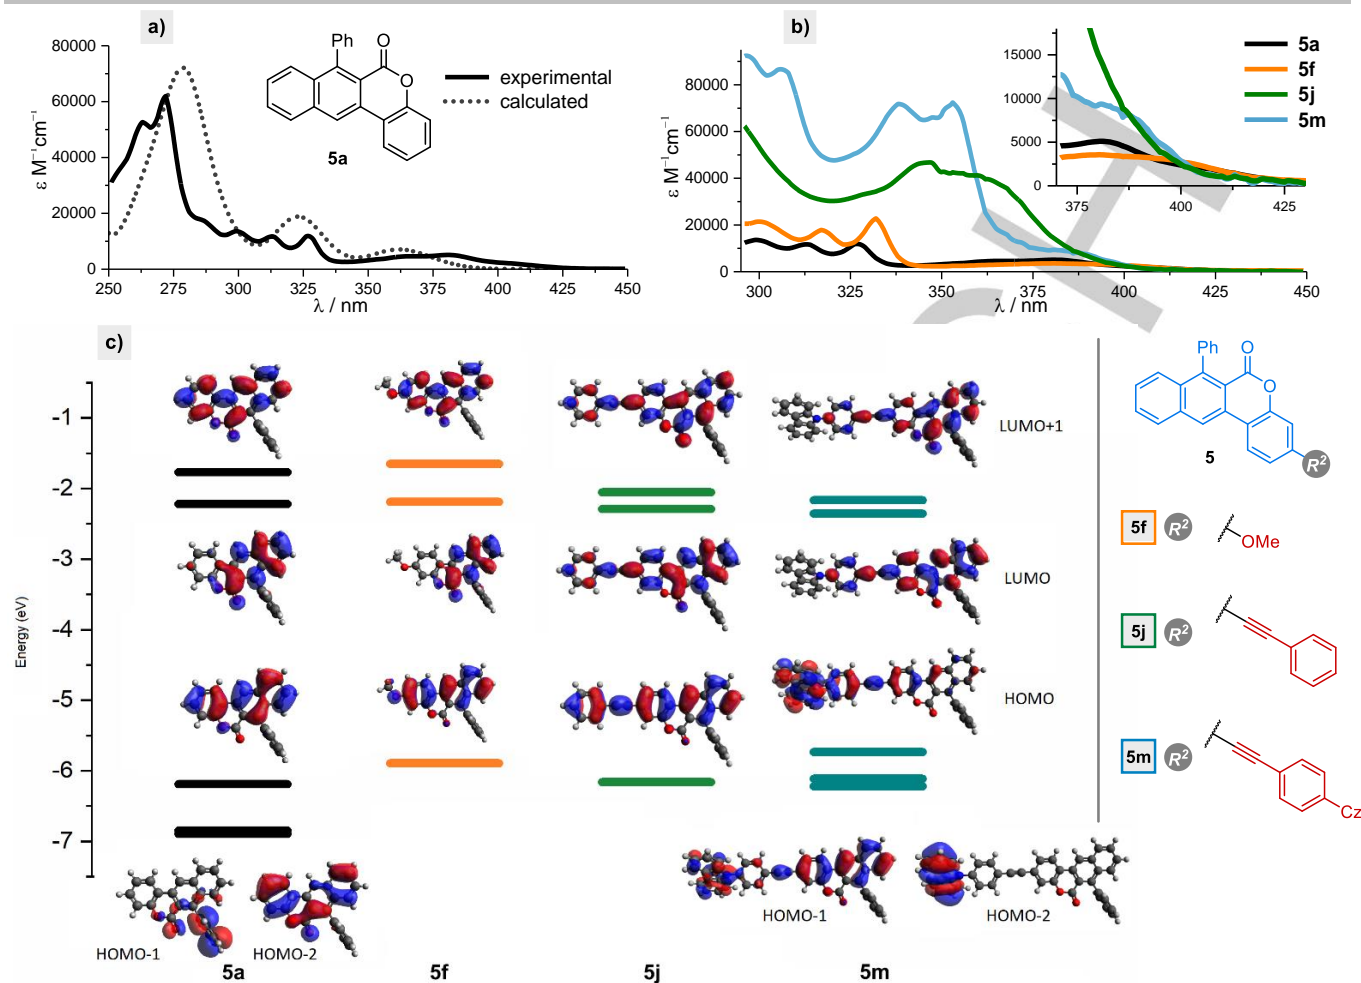 a)
80000
60000
40000
20000
0
ε M⁻¹cm⁻¹
250
275
300
325
350
375
400
425
450
λ / nm
Ph
O
O
5a
experimental
calculated
b)
80000
60000
40000
20000
0
ε M⁻¹cm⁻¹
300
325
350
375
400
425
450
λ / nm
15000
10000
5000
0
375
400
425
5a
5f
5j
5m
c)
Energy (eV)
-1
-2
-3
-4
-5
-6
-7
LUMO+1
LUMO
HOMO
HOMO-1
HOMO-2
HOMO-1
HOMO-2
5a
5f
5j
5m
Ph
O
O
5
R²
5f
R²
OMe
5j
R²
5m
R²
Cz